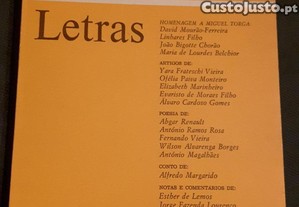 CustoJusto.pt
Letras
HOMENAGEM A MIGUEL TORGA
David Mourão-Ferreira
Linhares Filho
João Bigotte Chorão
Maria de Lourdes Belchior
ARTIGOS DE:
Yara Frateschi Vieira
Ofélia Paiva Monteiro
Elizabeth Marinheiro
Evaristo de Moraes Filho
Álvaro Cardoso Gomes
POESIA DE:
Abgar Renault
António Ramos Rosa
Fernando Vieira
Wilson Alvarenga Borges
António Magalhães
CONTO DE:
Alfredo Margarido
NOTAS E COMENTÁRIOS DE:
Esther de Lemos
Jorge Fazenda Lourenço